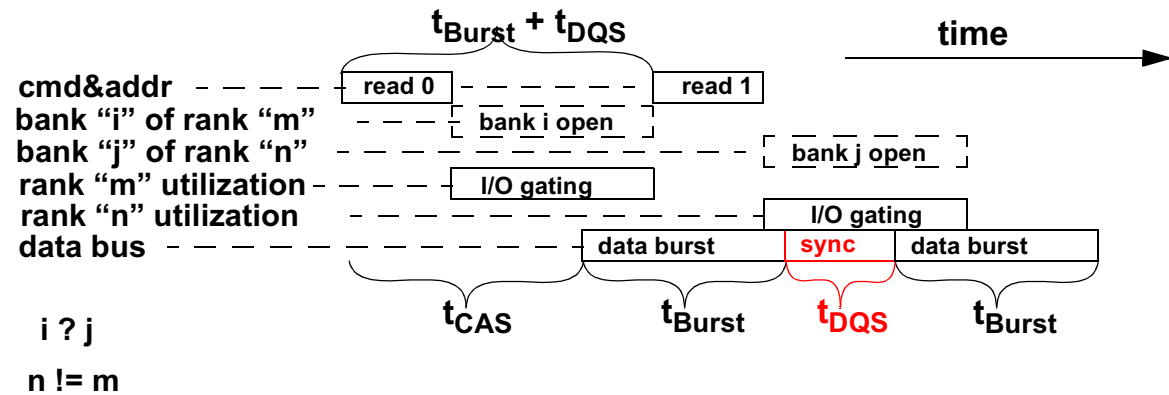 tBurst + tDQS
time
cmd&addr read 0 read 1
bank “i” of rank “m” bank i open
bank “j” of rank “n” bank j open
rank “m” utilization I/O gating
rank “n” utilization I/O gating
data bus data burst sync data burst
tCAS tBurst tDQS tBurst
i ? j
n != m